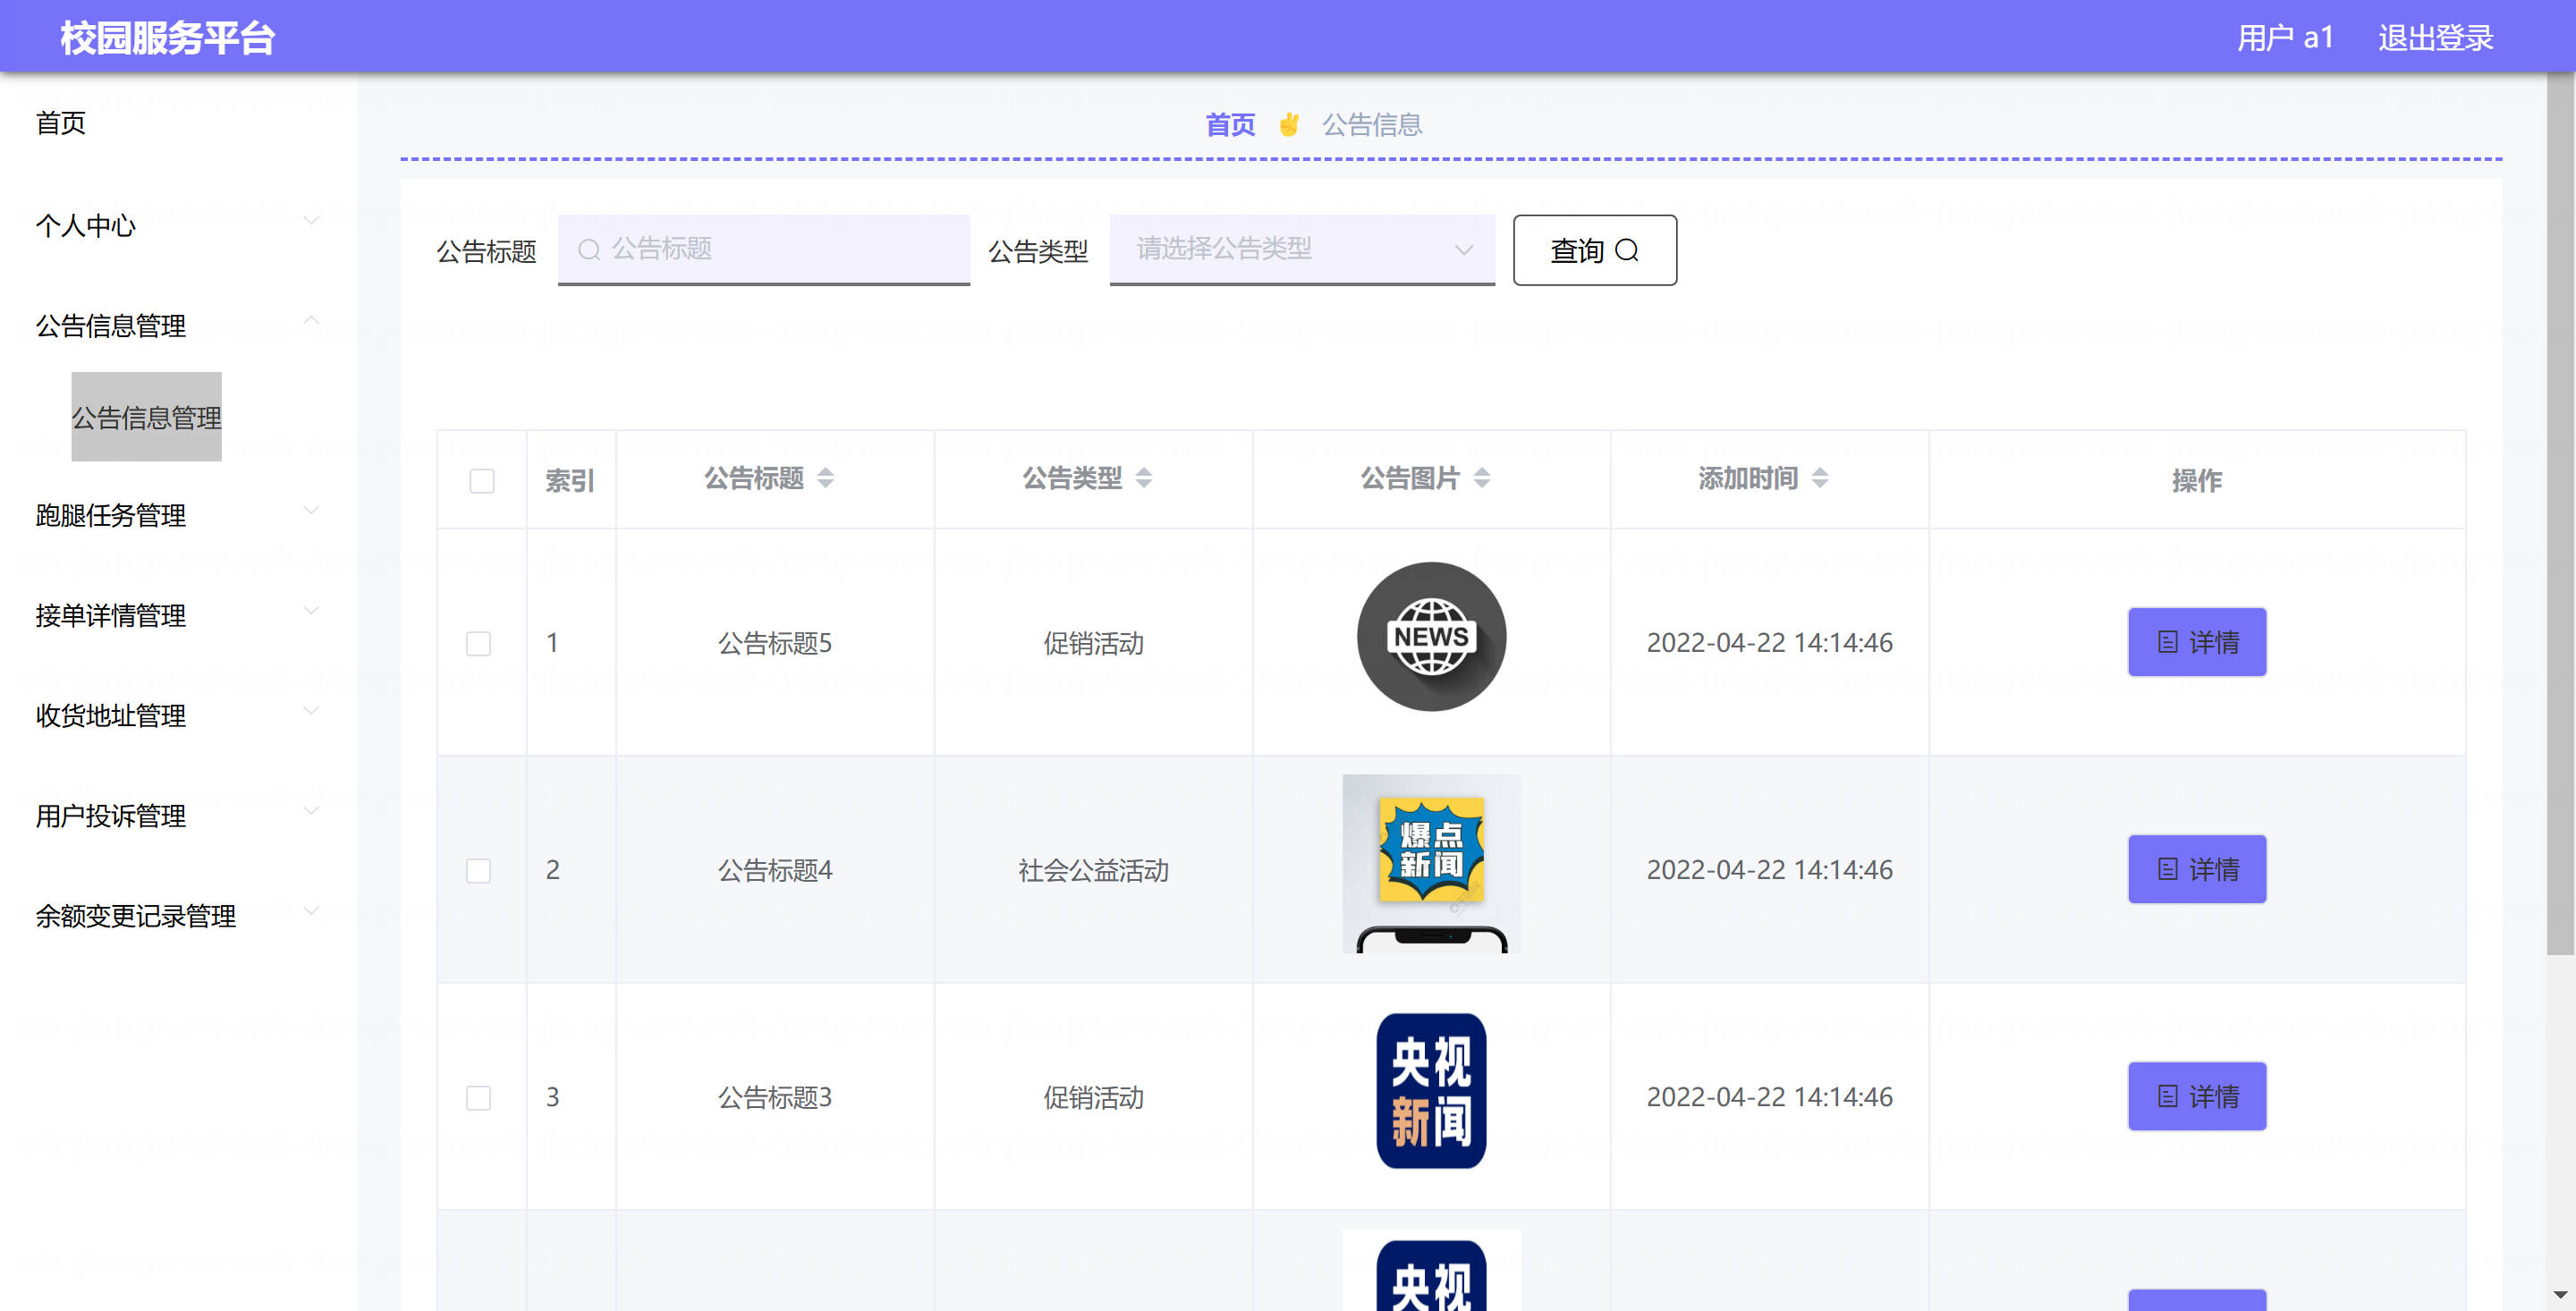 校园服务平台
用户 a1 退出登录
首页
个人中心
公告信息管理
公告信息管理
跑腿任务管理
接单详情管理
收货地址管理
用户投诉管理
余额变更记录管理
首页 ✌ 公告信息
公告标题 公告标题 公告类型 请选择公告类型 查询
索引 公告标题 公告类型 公告图片 添加时间 操作
1 公告标题5 促销活动 NEWS 2022-04-22 14:14:46 详情
2 公告标题4 社会公益活动
爆点
新闻
2022-04-22 14:14:46 详情
3 公告标题3 促销活动
央视
新闻
2022-04-22 14:14:46 详情
央视